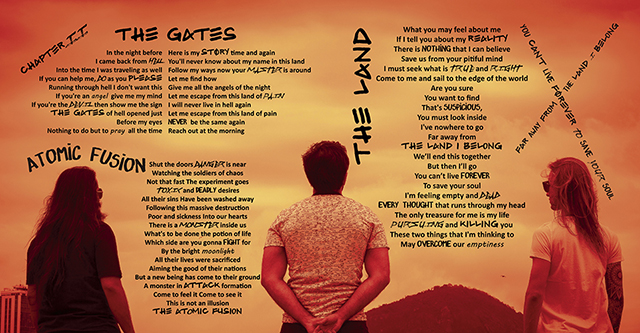 CHAPTER II
THE GATES
In the night before
I came back from HELL
Into the time I was traveling as well
If you can help me, DO as you PLEASE
Running through hell I don't want this
If you're an angel give me my mind
If you're the DEVIL then show me the sign
THE GATES of hell opened just
Before my eyes
Nothing to do but to pray all the time
Here is my STORY time and again
You'll never know about my name in this land
Follow my ways now your MASTER is around
Let me find how
Give me all the angels of the night
Let me escape from this land of PAIN
I will never live in hell again
Let me escape from this land of pain
NEVER be the same again
Reach out at the morning
ATOMIC FUSION
Shut the doors DANGER is near
Watching the soldiers of chaos
Not that fast The experiment goes
TOXIC and DEADLY desires
All their sins Have been washed away
Following this massive destruction
Poor and sickness Into our hearts
There is a MONSTER inside us
What's to be done the potion of life
Which side are you gonna FIGHT for
By the bright moonlight
All their lives were sacrificed
Aiming the good of their nations
But a new being has come to their ground
A monster in ATTACK formation
Come to feel it Come to see it
This is not an illusion
THE ATOMIC FUSION
THE LAND
What you may feel about me
If I tell you about my REALITY
There is NOTHING that I can believe
Save us from your pitiful mind
I must seek what is TRUE and RIGHT
Come to me and sail to the edge of the world
Are you sure
You want to find
That's SUSPICIOUS,
You must look inside
I've nowhere to go
Far away from
THE LAND I BELONG
We'll end this together
But then I'll go
You can't live FOREVER
To save your soul
I'm feeling empty and DEAD
EVERY THOUGHT that runs through my head
The only treasure for me is my life
PURSUING and KILLING you
These two things that I'm thinking to
May OVERCOME our emptiness
YOU CAN'T LIVE FOREVER TO SAVE YOUR SOUL
FAR AWAY FROM THE LAND I BELONG